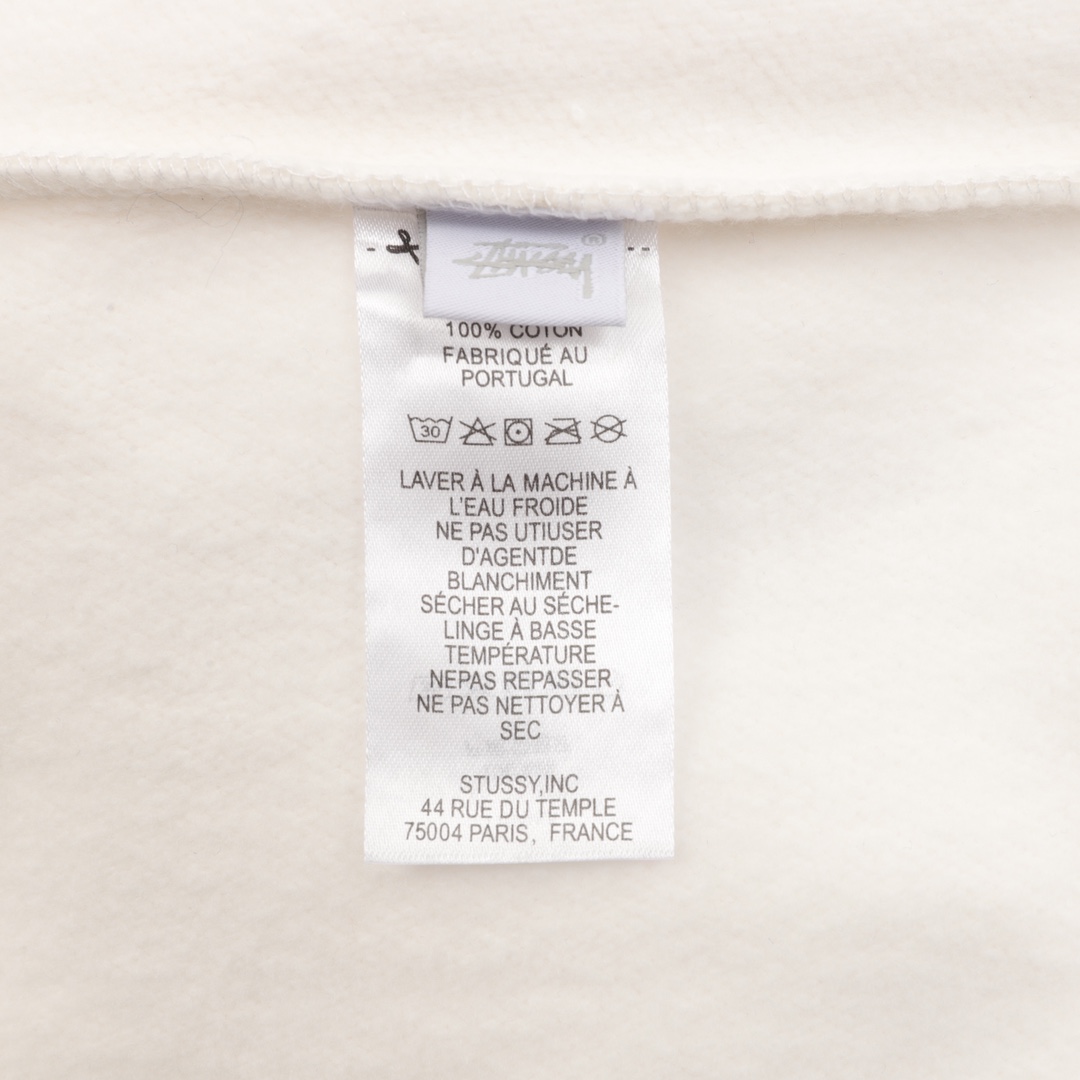 STUSSY ®
100% COTON
FABRIQUÉ AU
PORTUGAL
30
LAVER À LA MACHINE À
L'EAU FROIDE
NE PAS UTIUSER
D'AGENTDE
BLANCHIMENT
SÉCHER AU SÉCHE-
LINGE À BASSE
TEMPÉRATURE
NEPAS REPASSER
NE PAS NETTOYER À
SEC
STUSSY,INC
44 RUE DU TEMPLE
75004 PARIS, FRANCE